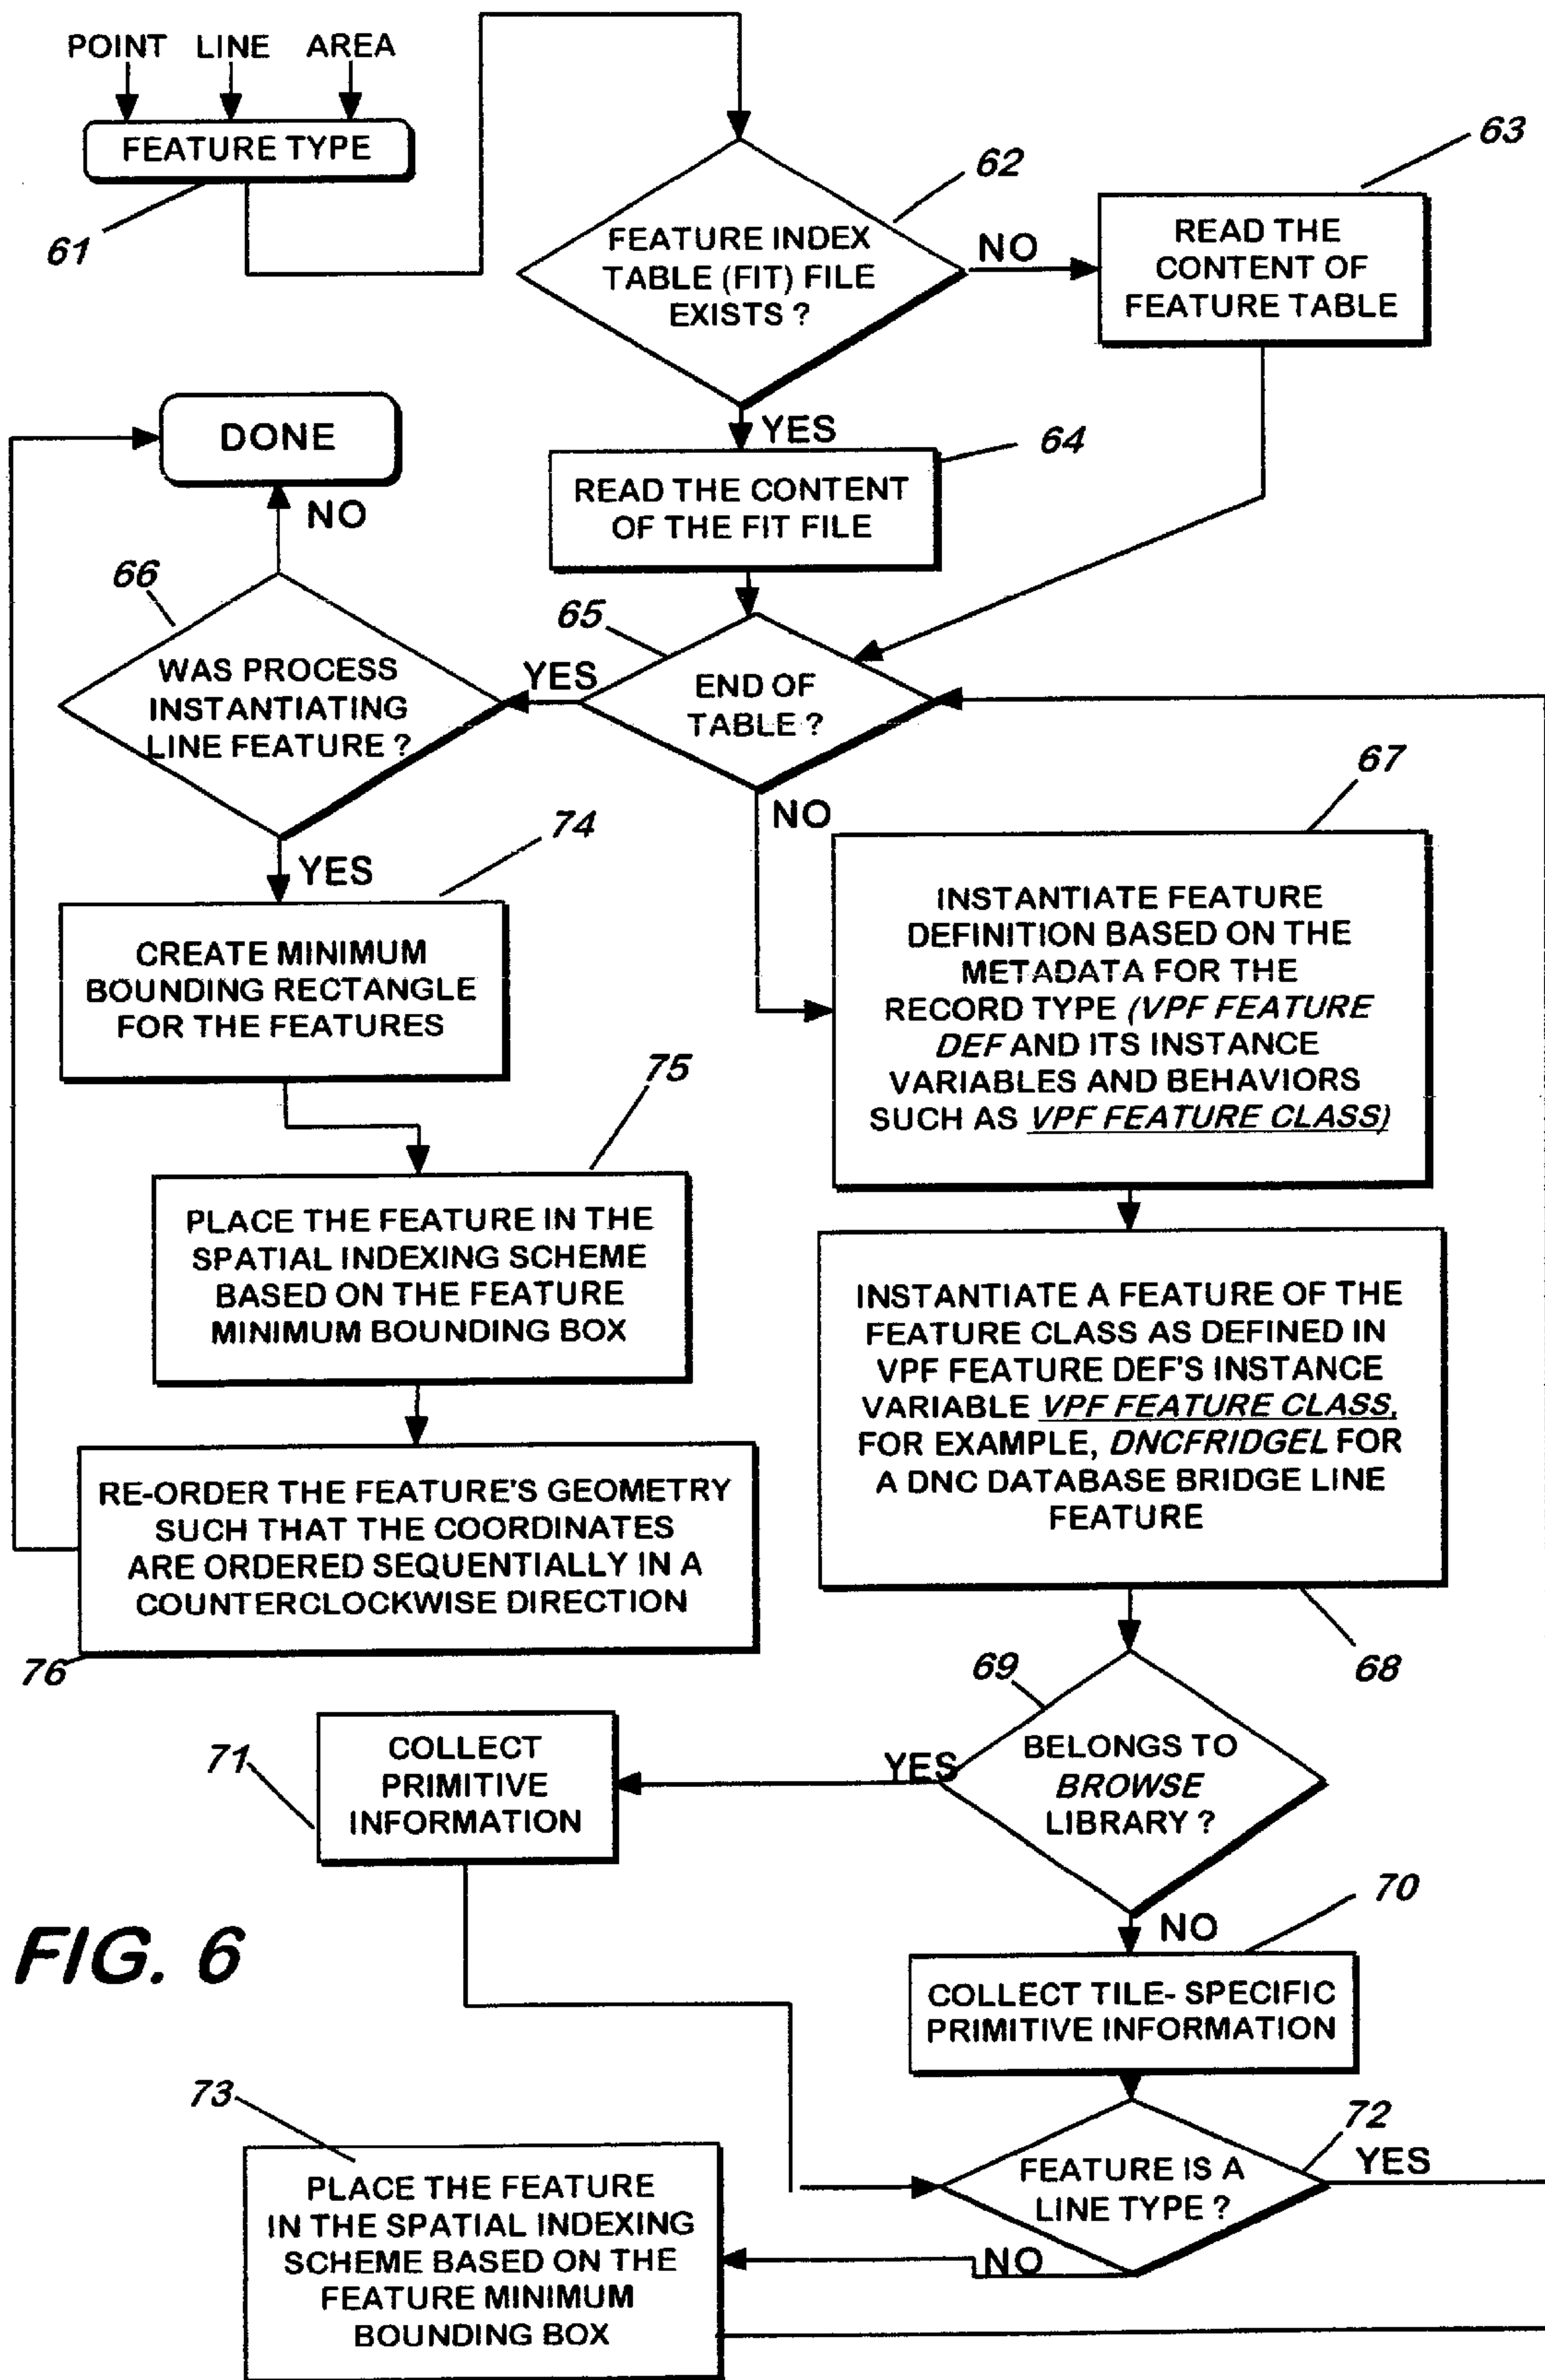 POINT LINE AREA
FEATURE TYPE
61
62
FEATURE INDEX
TABLE (FIT) FILE
EXISTS ?
NO
63
READ THE
CONTENT OF
FEATURE TABLE
YES
64
READ THE CONTENT
OF THE FIT FILE
DONE
NO
66
WAS PROCESS
INSTANTIATING
LINE FEATURE ?
YES
65
END OF
TABLE ?
NO
67
INSTANTIATE FEATURE
DEFINITION BASED ON THE
METADATA FOR THE
RECORD TYPE (VPF FEATURE
DEF AND ITS INSTANCE
VARIABLES AND BEHAVIORS
SUCH AS VPF FEATURE CLASS)
YES
74
CREATE MINIMUM
BOUNDING RECTANGLE
FOR THE FEATURES
75
PLACE THE FEATURE IN THE
SPATIAL INDEXING SCHEME
BASED ON THE FEATURE
MINIMUM BOUNDING BOX
RE-ORDER THE FEATURE'S GEOMETRY
SUCH THAT THE COORDINATES
ARE ORDERED SEQUENTIALLY IN A
COUNTERCLOCKWISE DIRECTION
76
INSTANTIATE A FEATURE OF THE
FEATURE CLASS AS DEFINED IN
VPF FEATURE DEF'S INSTANCE
VARIABLE VPF FEATURE CLASS,
FOR EXAMPLE, DNCFRIDGEL FOR
A DNC DATABASE BRIDGE LINE
FEATURE
68
69
BELONGS TO
BROWSE
LIBRARY ?
YES
71
COLLECT
PRIMITIVE
INFORMATION
NO
70
COLLECT TILE- SPECIFIC
PRIMITIVE INFORMATION
FIG. 6
72
FEATURE IS A
LINE TYPE ?
YES
NO
73
PLACE THE FEATURE
IN THE SPATIAL INDEXING
SCHEME BASED ON THE
FEATURE MINIMUM
BOUNDING BOX